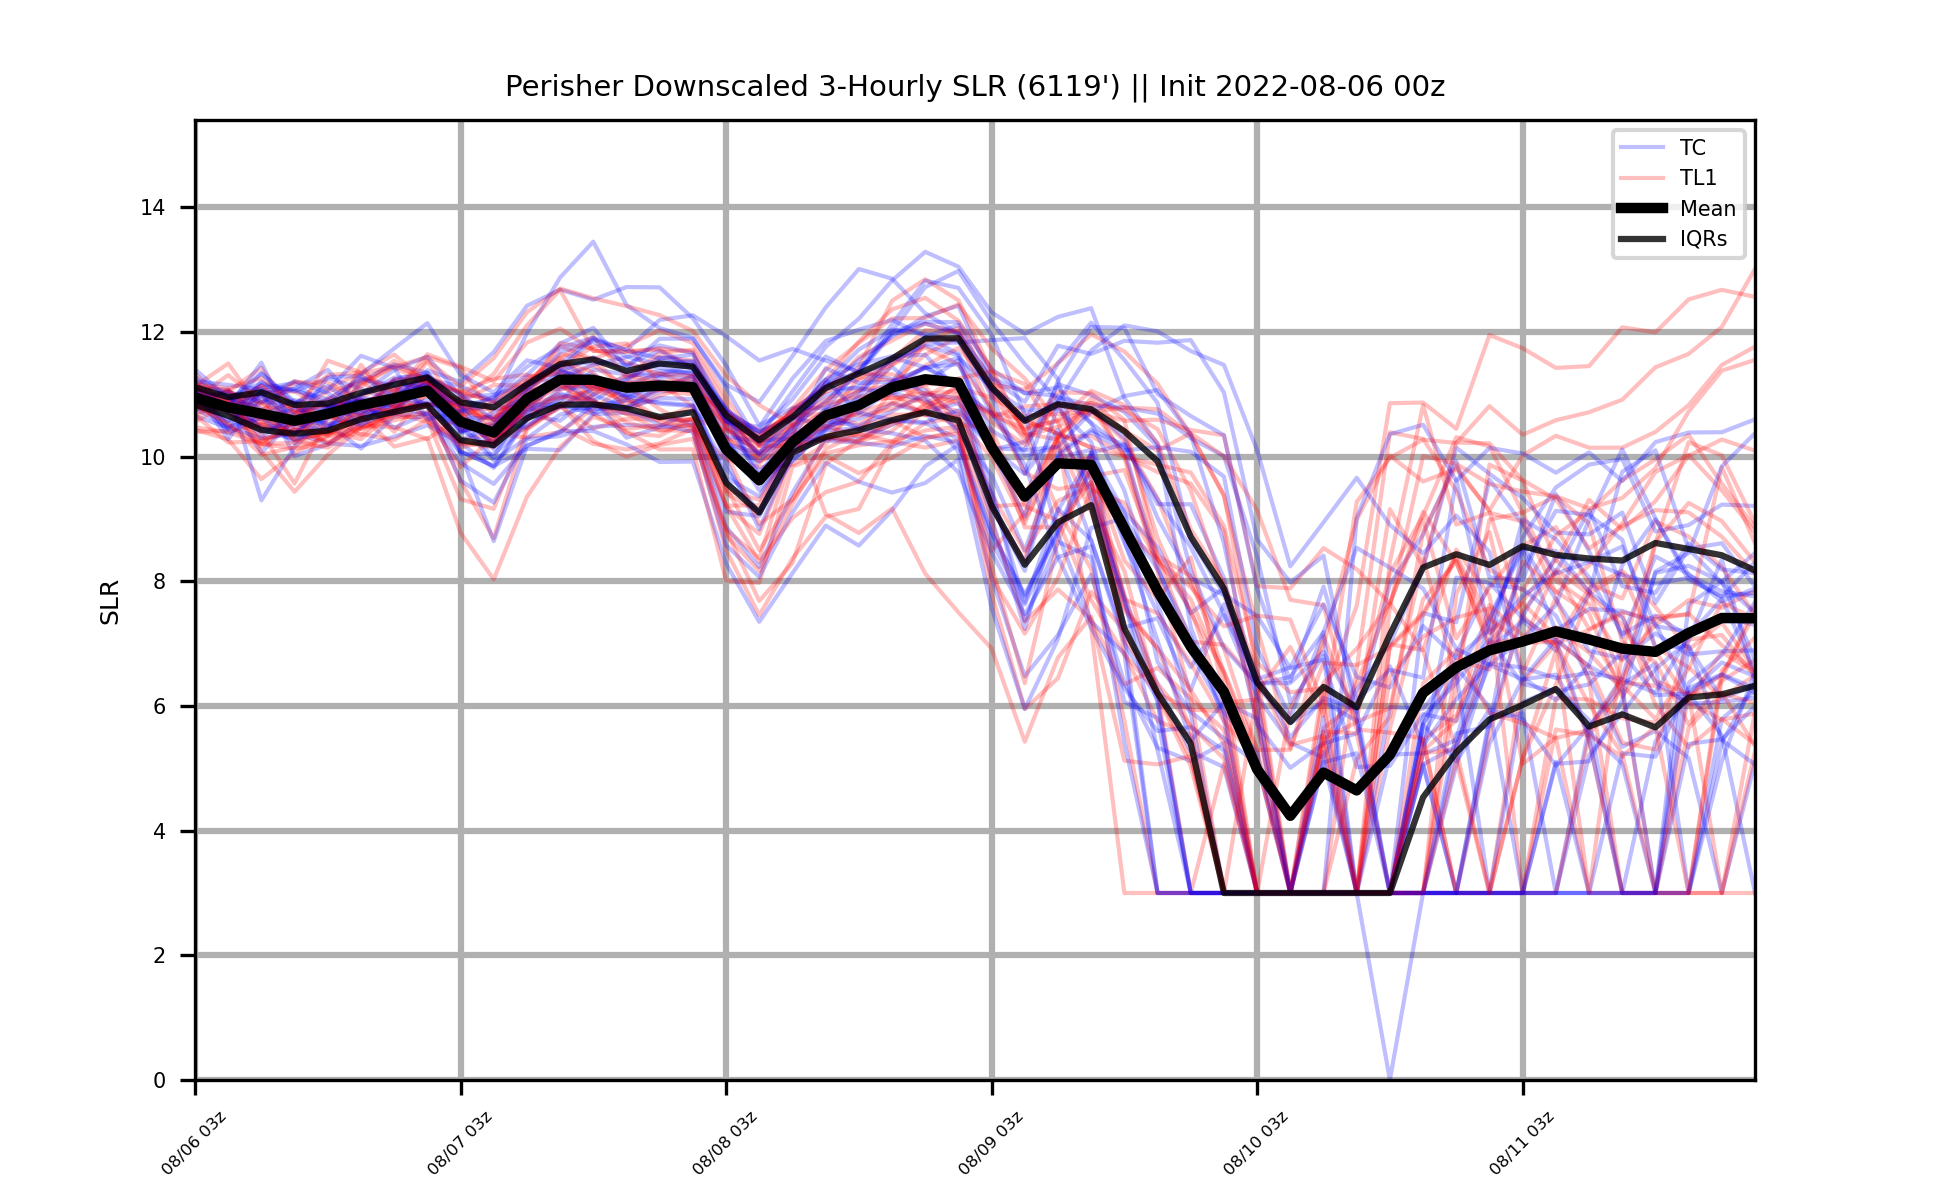 Perisher Downscaled 3-Hourly SLR (6119') || Init 2022-08-06 00z
TC
TL1
Mean
IQRs
SLR
14
12
10
8
6
4
2
0
08/06 03z
08/07 03z
08/08 03z
08/09 03z
08/10 03z
08/11 03z